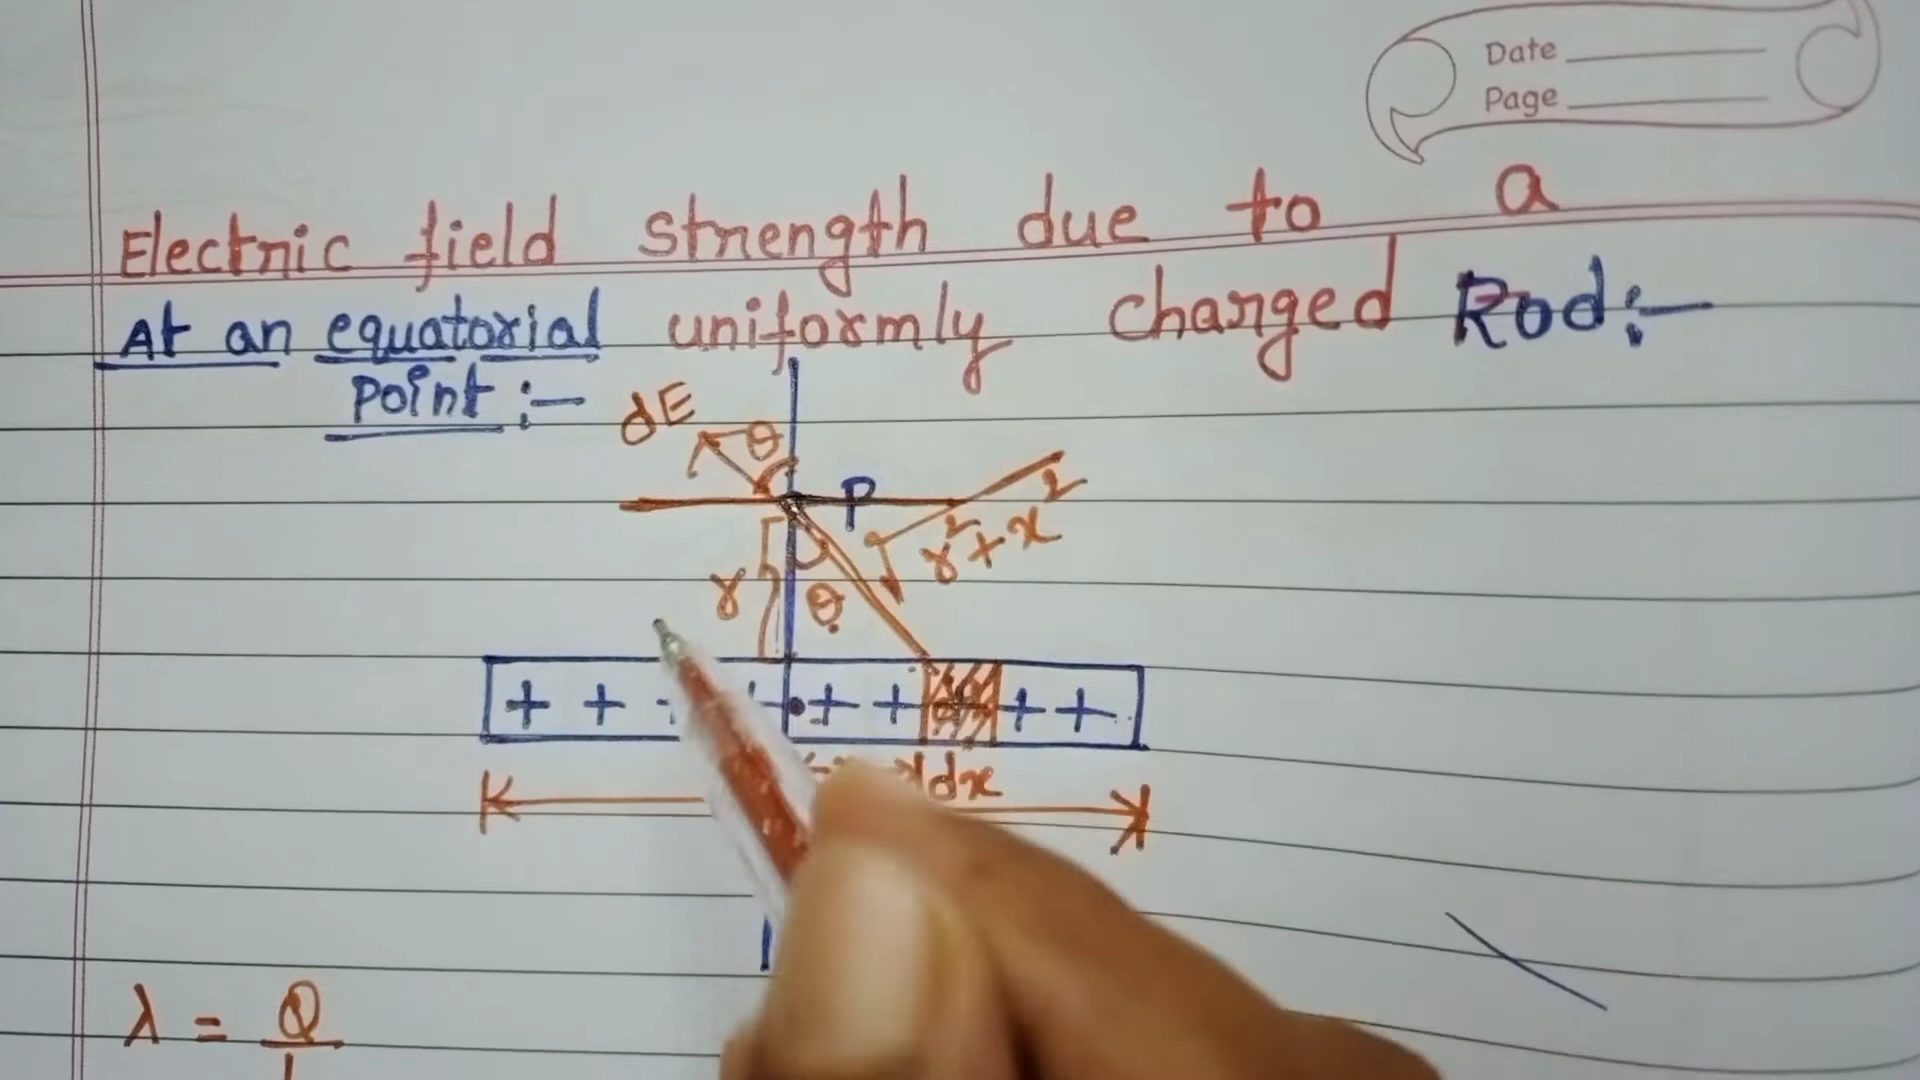 Date
Page
Electric field strength due to a
At an equatorial uniformly charged Rod:-
point :-
dE θ
P
r²+x²
r θ
+ + + + + + + +
dx
λ = Q